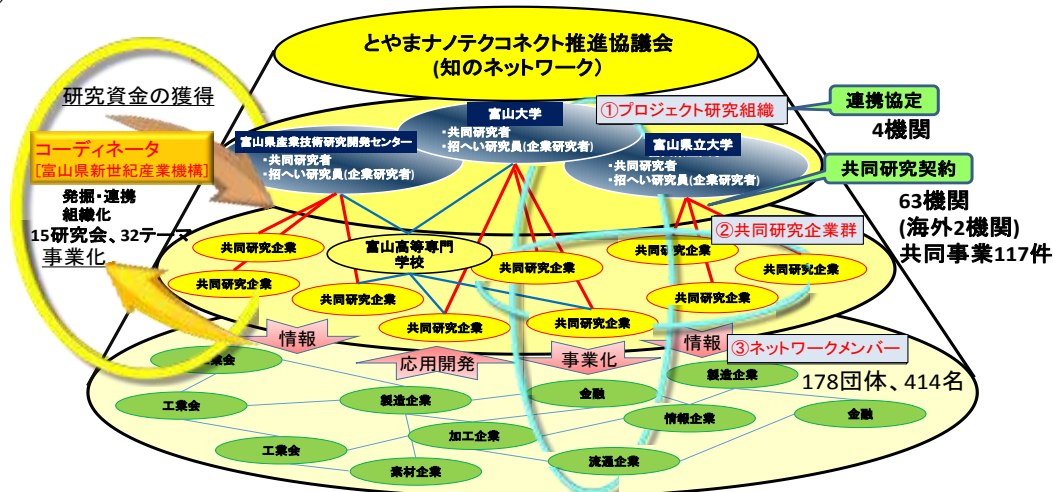 とやまナノテクコネクト推進協議会
(知のネットワーク)
研究資金の獲得
コーディネータ
[富山県新世紀産業機構]
発掘・連携
組織化
15研究会、32テーマ
事業化
富山大学
・共同研究者
・招へい研究員(企業研究者)
富山県産業技術研究開発センター
・共同研究者
・招へい研究員(企業研究者)
富山県立大学
・共同研究者
・招へい研究員(企業研究者)
①プロジェクト研究組織
連携協定
4機関
共同研究契約
63機関
(海外2機関)
共同事業117件
②共同研究企業群
共同研究企業
富山高等専門
学校
共同研究企業
共同研究企業
共同研究企業
共同研究企業
共同研究企業
共同研究企業
共同研究企業
共同研究企業
共同研究企業
情報
応用開発
事業化
情報
③ネットワークメンバー
178団体、414名
工業会
製造企業
工業会
製造企業
金融
情報企業
金融
加工企業
工業会
素材企業
流通企業